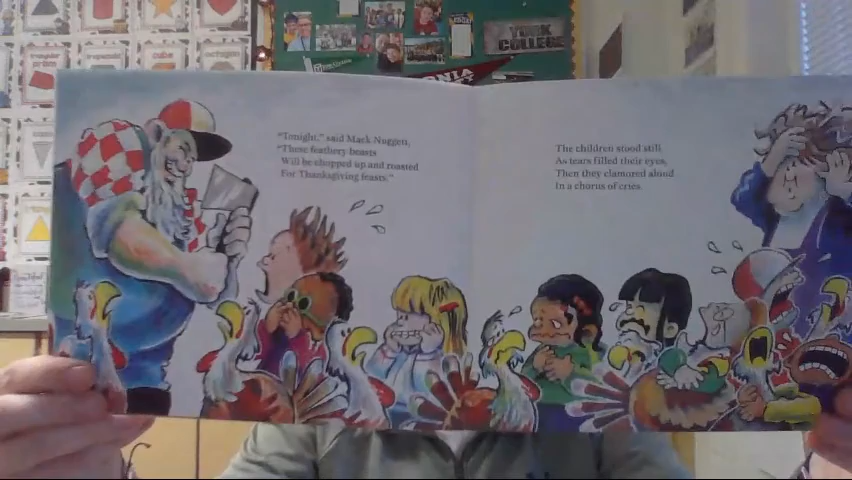 YORK
COLLEGE
"Tonight," said Mack Nuggett,
"These feathery beasts
Will be chopped up and roasted
For Thanksgiving feasts."
The children stood still
As tears filled their eyes,
Then they clamored aloud
In a chorus of cries.